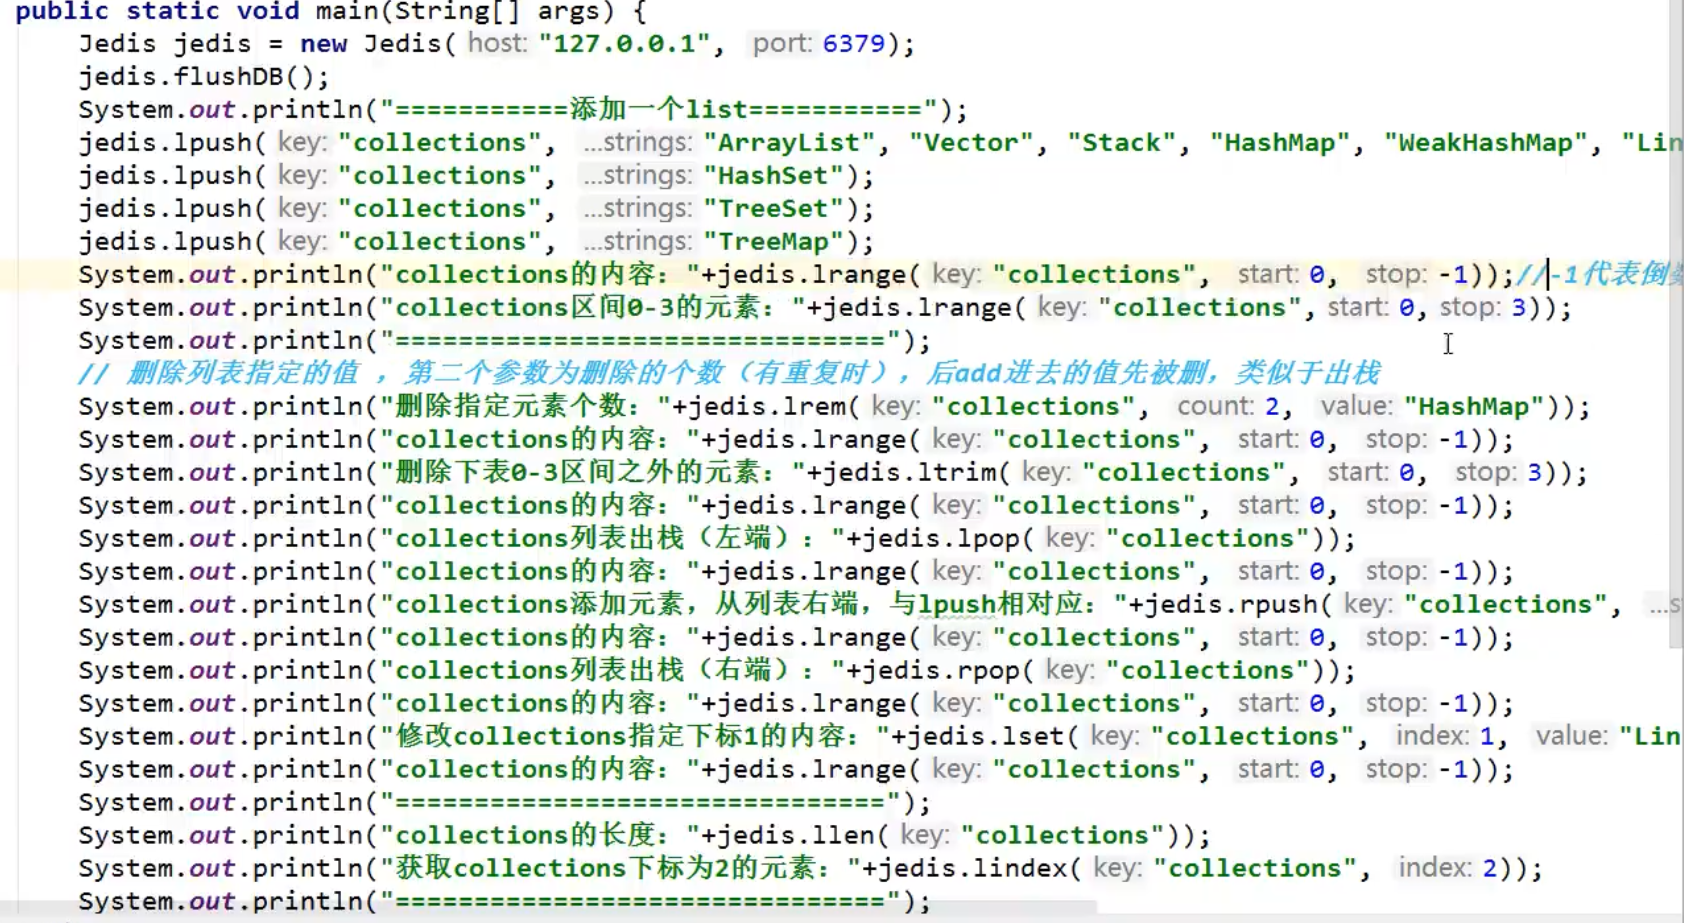 public static void main(String[] args) {
Jedis jedis = new Jedis( host: "127.0.0.1", port: 6379);
jedis.flushDB();
System.out.println("===========添加一个list===========");
jedis.lpush( key: "collections", ...strings: "ArrayList", "Vector", "Stack", "HashMap", "WeakHashMap", "Lin
jedis.lpush( key: "collections", ...strings: "HashSet");
jedis.lpush( key: "collections", ...strings: "TreeSet");
jedis.lpush( key: "collections", ...strings: "TreeMap");
System.out.println("collections的内容："+jedis.lrange( key: "collections", start: 0, stop: -1));//-1代表倒
System.out.println("collections区间0-3的元素："+jedis.lrange( key: "collections", start: 0, stop: 3));
System.out.println("===============================");
// 删除列表指定的值 ，第二个参数为删除的个数（有重复时），后add进去的值先被删，类似于出栈
System.out.println("删除指定元素个数："+jedis.lrem( key: "collections", count: 2, value: "HashMap"));
System.out.println("collections的内容："+jedis.lrange( key: "collections", start: 0, stop: -1));
System.out.println("删除下表0-3区间之外的元素："+jedis.ltrim( key: "collections", start: 0, stop: 3));
System.out.println("collections的内容："+jedis.lrange( key: "collections", start: 0, stop: -1));
System.out.println("collections列表出栈（左端）："+jedis.lpop( key: "collections"));
System.out.println("collections的内容："+jedis.lrange( key: "collections", start: 0, stop: -1));
System.out.println("collections添加元素，从列表右端，与lpush相对应："+jedis.rpush( key: "collections", ...s
System.out.println("collections的内容："+jedis.lrange( key: "collections", start: 0, stop: -1));
System.out.println("collections列表出栈（右端）："+jedis.rpop( key: "collections"));
System.out.println("collections的内容："+jedis.lrange( key: "collections", start: 0, stop: -1));
System.out.println("修改collections指定下标1的内容："+jedis.lset( key: "collections", index: 1, value: "Lin
System.out.println("collections的内容："+jedis.lrange( key: "collections", start: 0, stop: -1));
System.out.println("===============================");
System.out.println("collections的长度："+jedis.llen( key: "collections"));
System.out.println("获取collections下标为2的元素："+jedis.lindex( key: "collections", index: 2));
System.out.println("===============================");